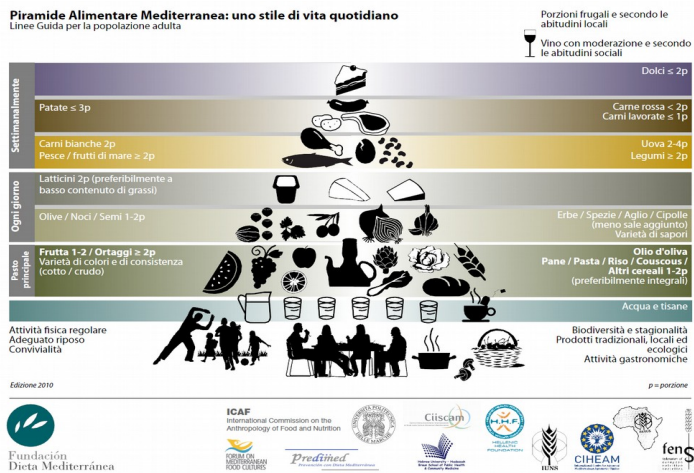 Piramide Alimentare Mediterranea: uno stile di vita quotidiano
Linee Guida per la popolazione adulta
Porzioni frugali e secondo le
abitudini locali
Vino con moderazione e secondo
le abitudini sociali
Settimanalmente
Dolci ≤ 2p
Patate ≤ 3p
Carne rossa < 2p
Carni lavorate ≤ 1p
Carni bianche 2p
Pesce / frutti di mare ≥ 2p
Uova 2-4p
Legumi ≥ 2p
Ogni giorno
Latticini 2p (preferibilmente a
basso contenuto di grassi)
Olive / Noci / Semi 1-2p
Erbe / Spezie / Aglio / Cipolle
(meno sale aggiunto)
Varietà di sapori
Pasto
principale
Frutta 1-2 / Ortaggi ≥ 2p
Varietà di colori e di consistenza
(cotto / crudo)
Olio d'oliva
Pane / Pasta / Riso / Couscous /
Altri cereali 1-2p
(preferibilmente integrali)
Acqua e tisane
Attività fisica regolare
Adeguato riposo
Convivialità
Biodiversità e stagionalità
Prodotti tradizionali, locali ed
ecologici
Attività gastronomiche
Edizione 2010
p = porzione
Fundación
Dieta Mediterránea
ICAF
International Commission on the
Anthropology of Food and Nutrition
FORUM ON
MEDITERRANEAN
FOOD CULTURES
Predimed
Prevención con Dieta Mediterránea
Ciiscam
H.H.F.
HELLENIC HEALTH
FOUNDATION
IUNS
CIHEAM
fens